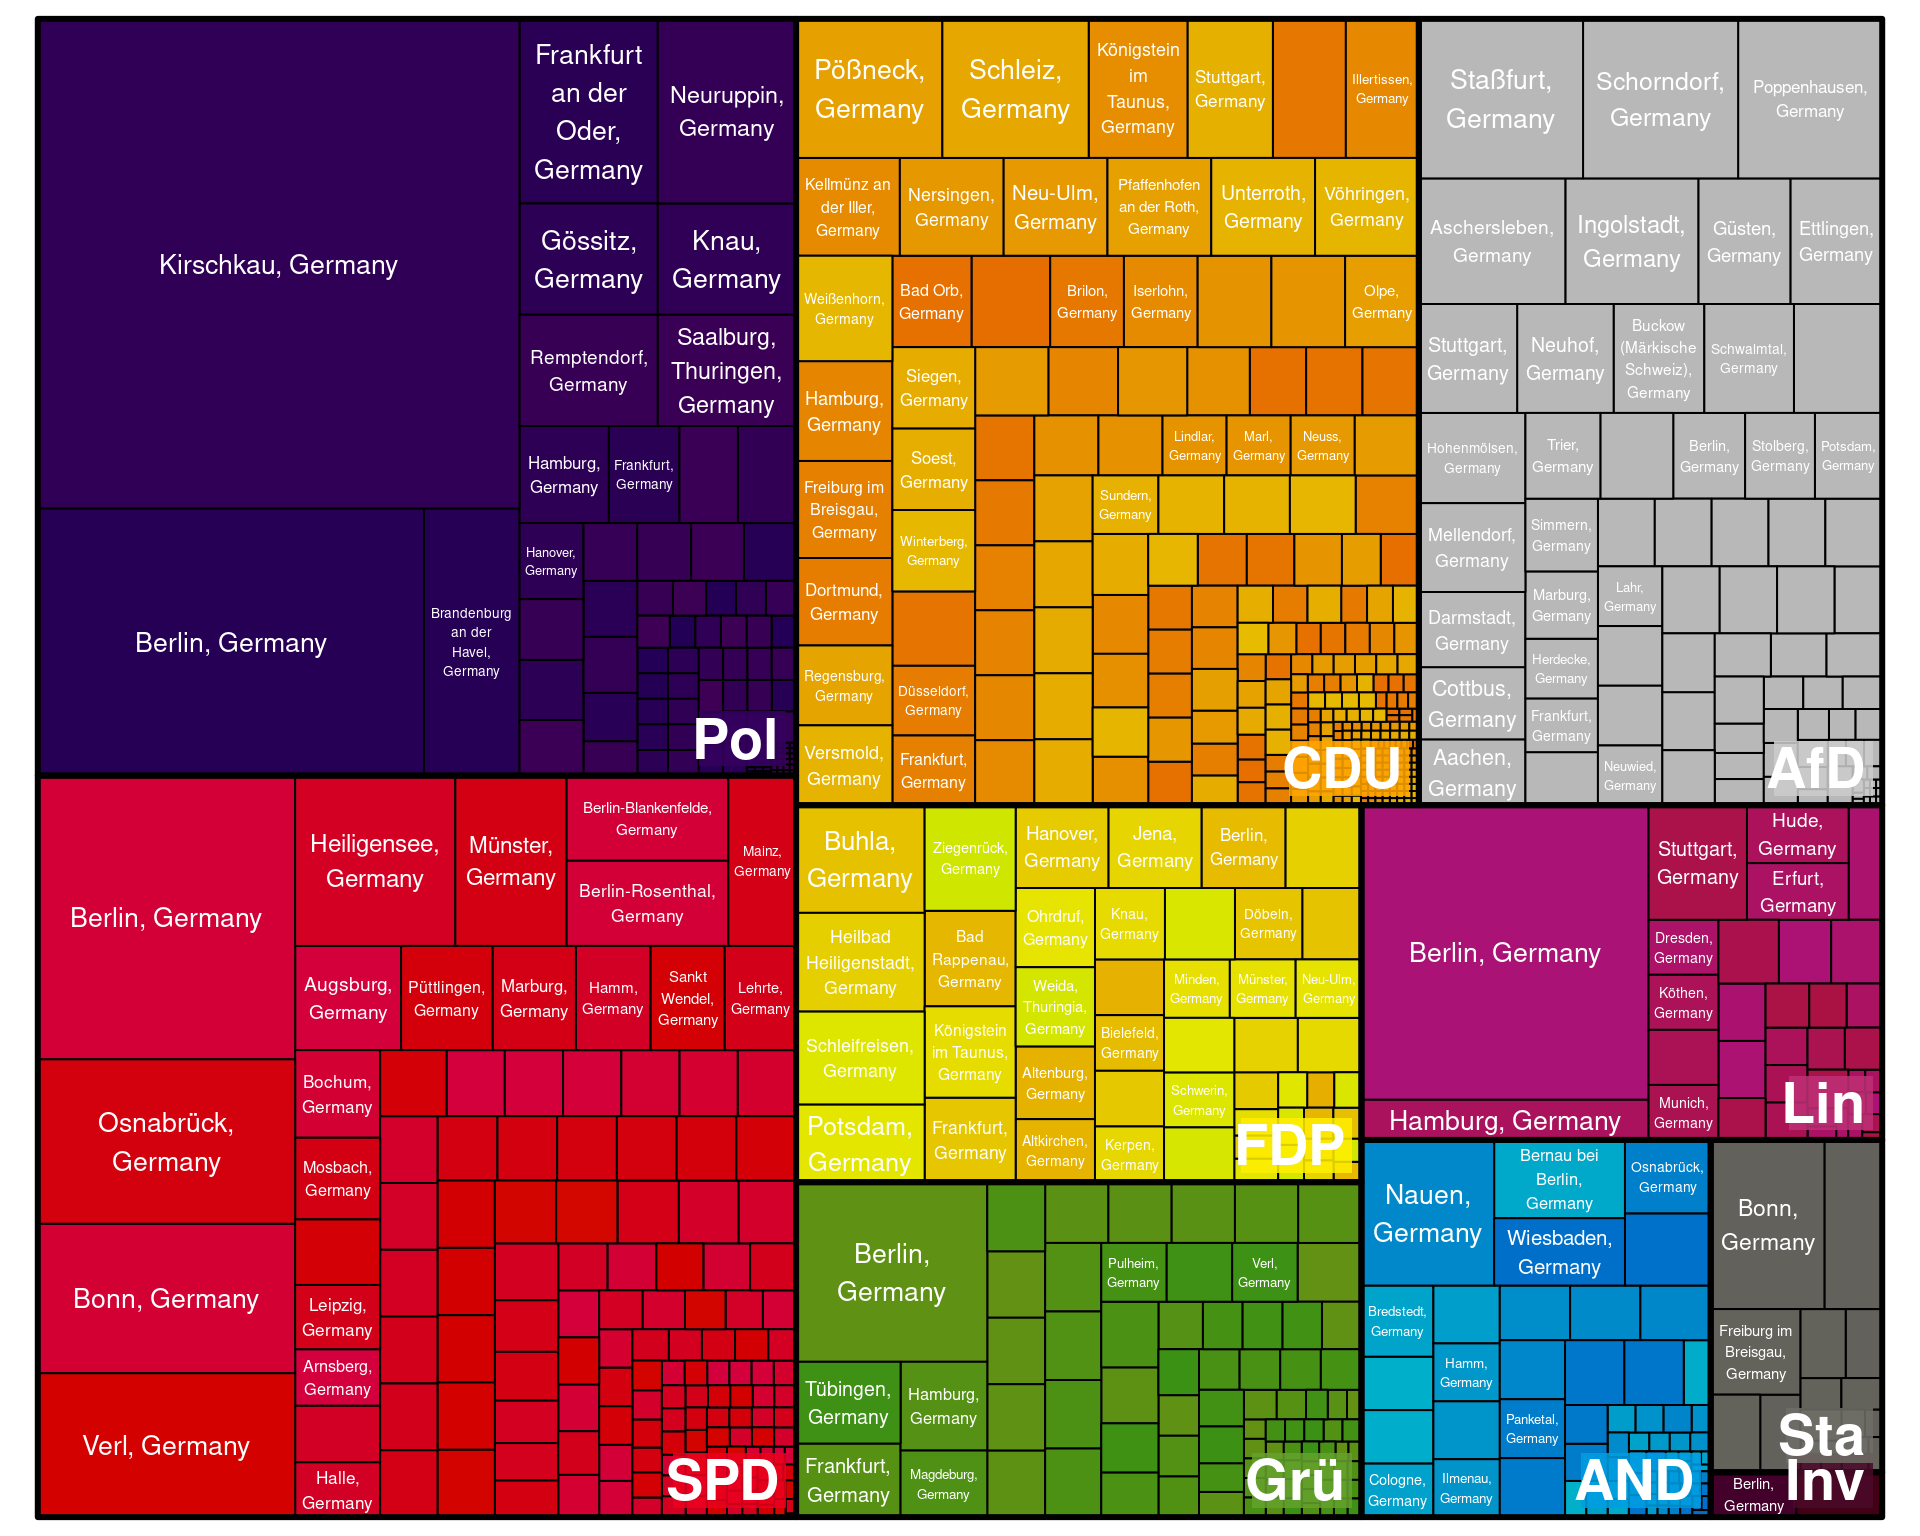 Kirschkau, Germany
Frankfurt
an der
Oder,
Germany
Neuruppin,
Germany
Gössitz,
Germany
Knau,
Germany
Remptendorf,
Germany
Saalburg,
Thuringen,
Germany
Hamburg,
Germany
Frankfurt,
Germany
Hanover,
Germany
Berlin, Germany
Brandenburg
an der
Havel,
Germany
Pol
Pößneck,
Germany
Schleiz,
Germany
Königstein
im
Taunus,
Germany
Stuttgart,
Germany
Illertissen,
Germany
Kellmünz an
der Iller,
Germany
Nersingen,
Germany
Neu-Ulm,
Germany
Pfaffenhofen
an der Roth,
Germany
Unterroth,
Germany
Vöhringen,
Germany
Weißenhorn,
Germany
Bad Orb,
Germany
Brilon,
Germany
Iserlohn,
Germany
Olpe,
Germany
Hamburg,
Germany
Siegen,
Germany
Soest,
Germany
Lindlar,
Germany
Marl,
Germany
Neuss,
Germany
Freiburg im
Breisgau,
Germany
Sundern,
Germany
Winterberg,
Germany
Dortmund,
Germany
Regensburg,
Germany
Düsseldorf,
Germany
Versmold,
Germany
Frankfurt,
Germany
CDU
Staßfurt,
Germany
Schorndorf,
Germany
Poppenhausen,
Germany
Aschersleben,
Germany
Ingolstadt,
Germany
Güsten,
Germany
Ettlingen,
Germany
Stuttgart,
Germany
Neuhof,
Germany
Buckow
(Märkische
Schweiz),
Germany
Schwalmtal,
Germany
Hohenmölsen,
Germany
Trier,
Germany
Berlin,
Germany
Stolberg,
Germany
Potsdam,
Germany
Mellendorf,
Germany
Simmern,
Germany
Darmstadt,
Germany
Marburg,
Germany
Lahr,
Germany
Herdecke,
Germany
Cottbus,
Germany
Frankfurt,
Germany
Aachen,
Germany
Neuwied,
Germany
AfD
Berlin, Germany
Heiligensee,
Germany
Münster,
Germany
Berlin-Blankenfelde,
Germany
Berlin-Rosenthal,
Germany
Mainz,
Germany
Augsburg,
Germany
Püttlingen,
Germany
Marburg,
Germany
Hamm,
Germany
Sankt
Wendel,
Germany
Lehrte,
Germany
Osnabrück,
Germany
Bochum,
Germany
Mosbach,
Germany
Bonn, Germany
Leipzig,
Germany
Arnsberg,
Germany
Verl, Germany
Halle,
Germany
SPD
Buhla,
Germany
Ziegenrück,
Germany
Hanover,
Germany
Jena,
Germany
Berlin,
Germany
Heilbad
Heiligenstadt,
Germany
Bad
Rappenau,
Germany
Ohrdruf,
Germany
Knau,
Germany
Döbeln,
Germany
Weida,
Thuringia,
Germany
Minden,
Germany
Münster,
Germany
Neu-Ulm,
Germany
Schleifreisen,
Germany
Königstein
im Taunus,
Germany
Bielefeld,
Germany
Altenburg,
Germany
Schwerin,
Germany
Potsdam,
Germany
Frankfurt,
Germany
Altkirchen,
Germany
Kerpen,
Germany
FDP
Berlin, Germany
Stuttgart,
Germany
Hude,
Germany
Erfurt,
Germany
Dresden,
Germany
Köthen,
Germany
Hamburg, Germany
Munich,
Germany
Lin
Berlin,
Germany
Pulheim,
Germany
Verl,
Germany
Tübingen,
Germany
Hamburg,
Germany
Frankfurt,
Germany
Magdeburg,
Germany
Grü
Nauen,
Germany
Bernau bei
Berlin,
Germany
Osnabrück,
Germany
Wiesbaden,
Germany
Bredstedt,
Germany
Hamm,
Germany
Panketal,
Germany
Cologne,
Germany
Ilmenau,
Germany
AND
Bonn,
Germany
Freiburg im
Breisgau,
Germany
Sta
Berlin,
Germany
Inv